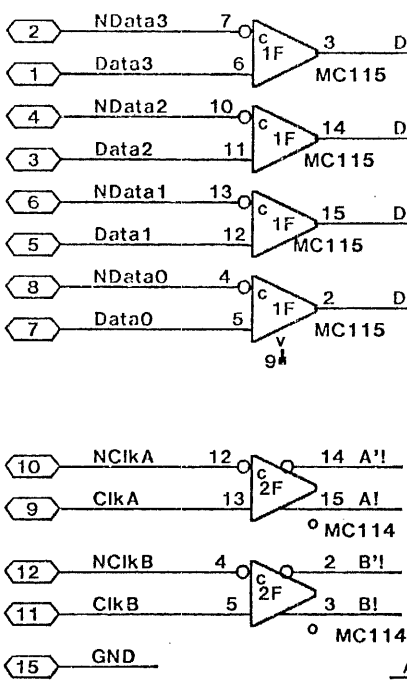 2 NData3 7 c 1F 3 D
1 Data3 6 MC115
4 NData2 10 c 1F 14 D
3 Data2 11 MC115
6 NData1 13 c 1F 15 D
5 Data1 12 MC115
8 NData0 4 c 1F 2 D
7 Data0 5 MC115
v
9
10 NClkA 12 c 2F 14 A'!
9 ClkA 13 15 A!
MC114
12 NClkB 4 c 2F 2 B'!
11 ClkB 5 3 B!
MC114
15 GND